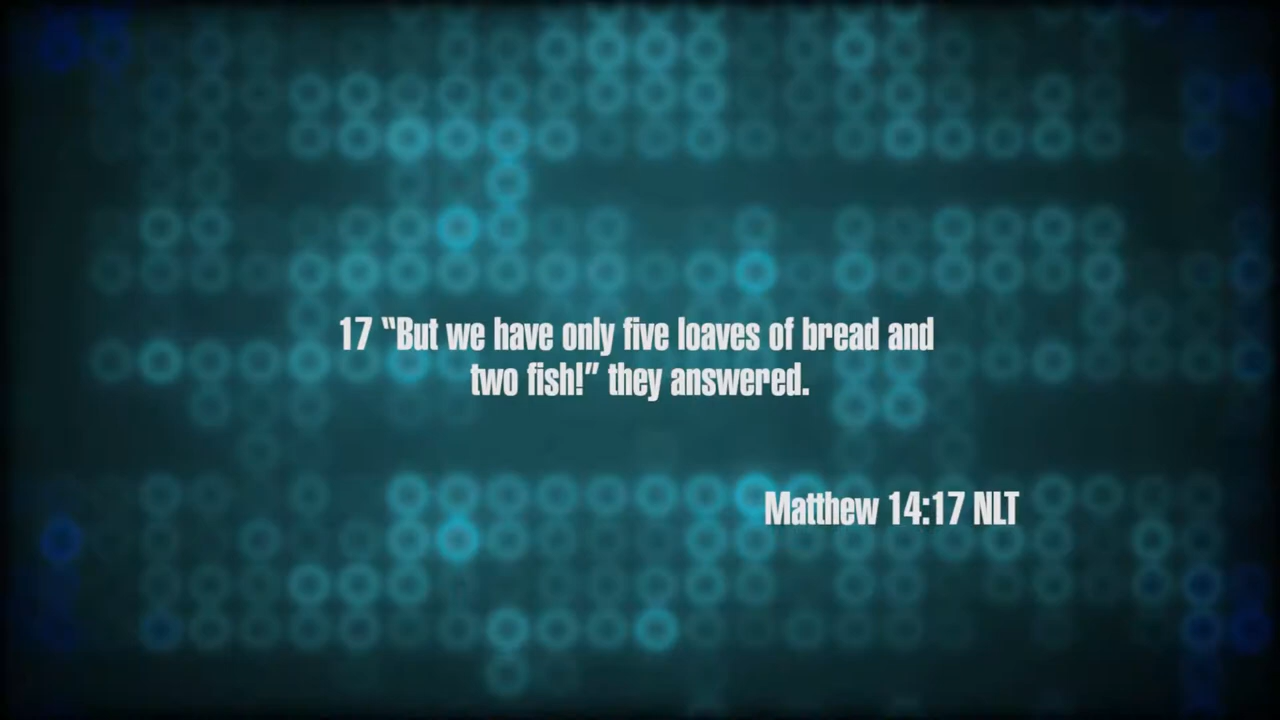 17 “But we have only five loaves of bread and
two fish!” they answered.
Matthew 14:17 NLT